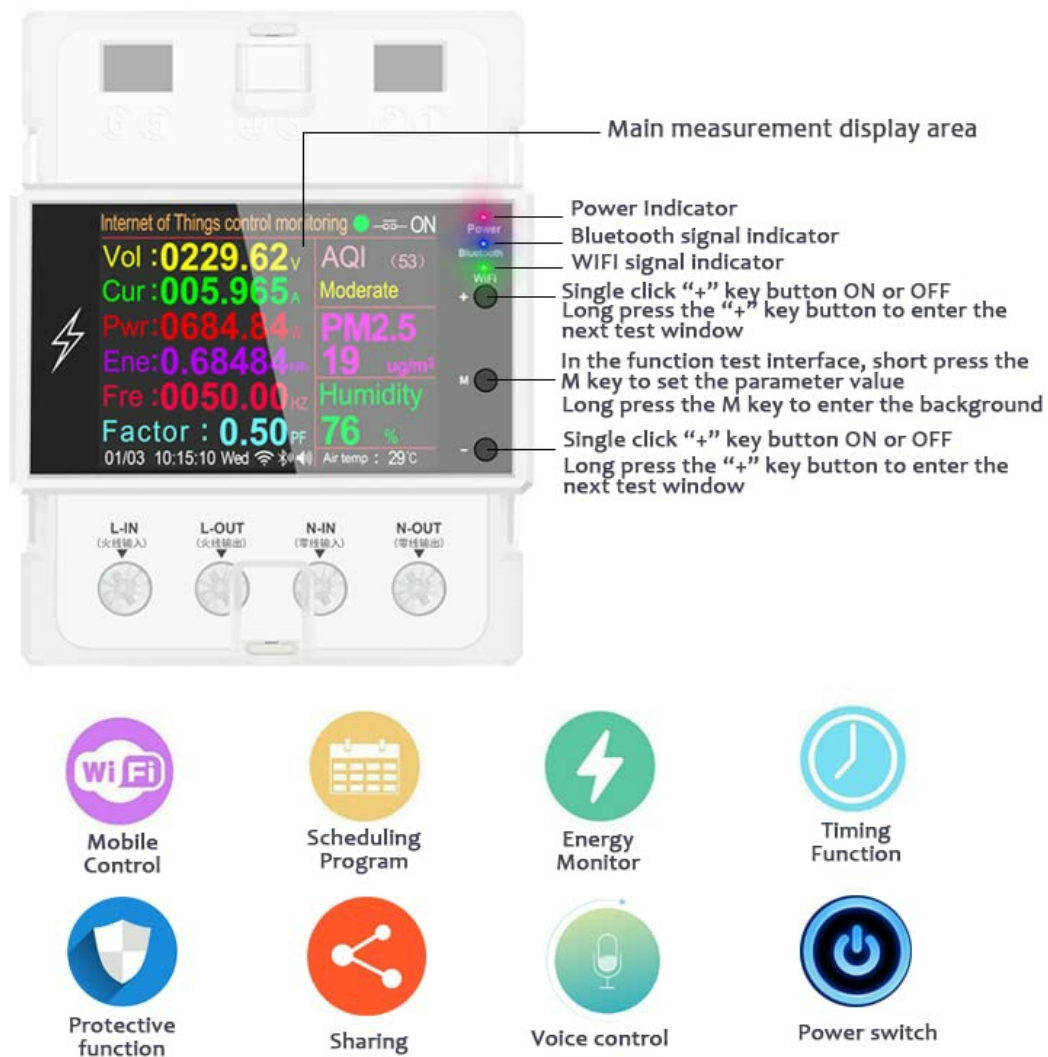 Main measurement display area
Internet of Things control monitoring ON
Vol :0229.62V
Cur :005.965A
Pwr:0684.84W
Ene:0.68484
Fre :0050.00HZ
Factor : 0.50PF
01/03 10:15:10 Wed
AQI (53)
Moderate
PM2.5
19 ug/m³
Humidity
76 %
Air temp : 29℃
Power
Bluetooth
WiFi
+
M
-
Power Indicator
Bluetooth signal indicator
WIFI signal indicator
Single click “+” key button ON or OFF
Long press the “+” key button to enter the
next test window
In the function test interface, short press the
M key to set the parameter value
Long press the M key to enter the background
Single click “+” key button ON or OFF
Long press the “+” key button to enter the
next test window
L-IN L-OUT N-IN N-OUT
(火线输入) (火线输出) (零线输入) (零线输出)
WiFi
Mobile
Control
Scheduling
Program
Energy
Monitor
Timing
Function
Protective
function
Sharing
Voice control
Power switch